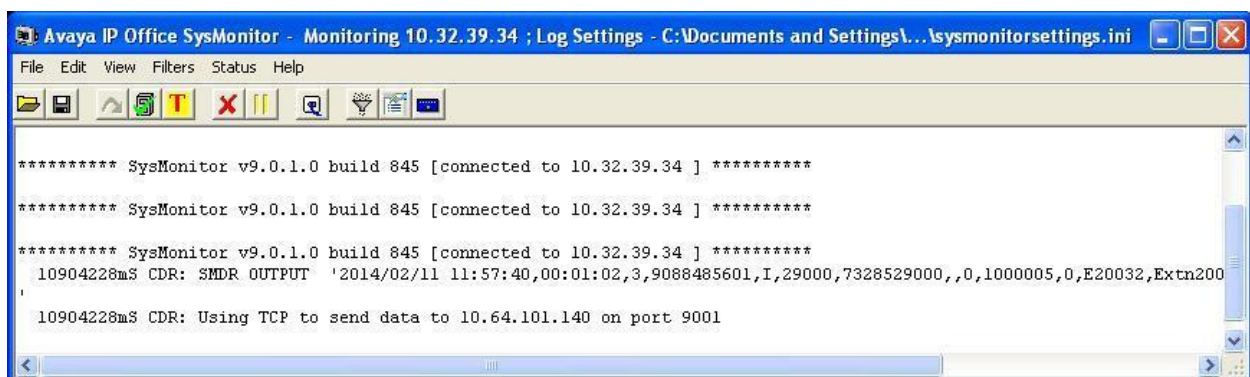 Avaya IP Office SysMonitor - Monitoring 10.32.39.34 ; Log Settings - C:\Documents and Settings\...\sysmonitorsettings.ini
File Edit View Filters Status Help
T
********** SysMonitor v9.0.1.0 build 845 [connected to 10.32.39.34 ] **********
********** SysMonitor v9.0.1.0 build 845 [connected to 10.32.39.34 ] **********
********** SysMonitor v9.0.1.0 build 845 [connected to 10.32.39.34 ] **********
10904228mS CDR: SMDR OUTPUT '2014/02/11 11:57:40,00:01:02,3,9088485601,I,29000,7328529000,,0,1000005,0,E20032,Extn200
'
10904228mS CDR: Using TCP to send data to 10.64.101.140 on port 9001